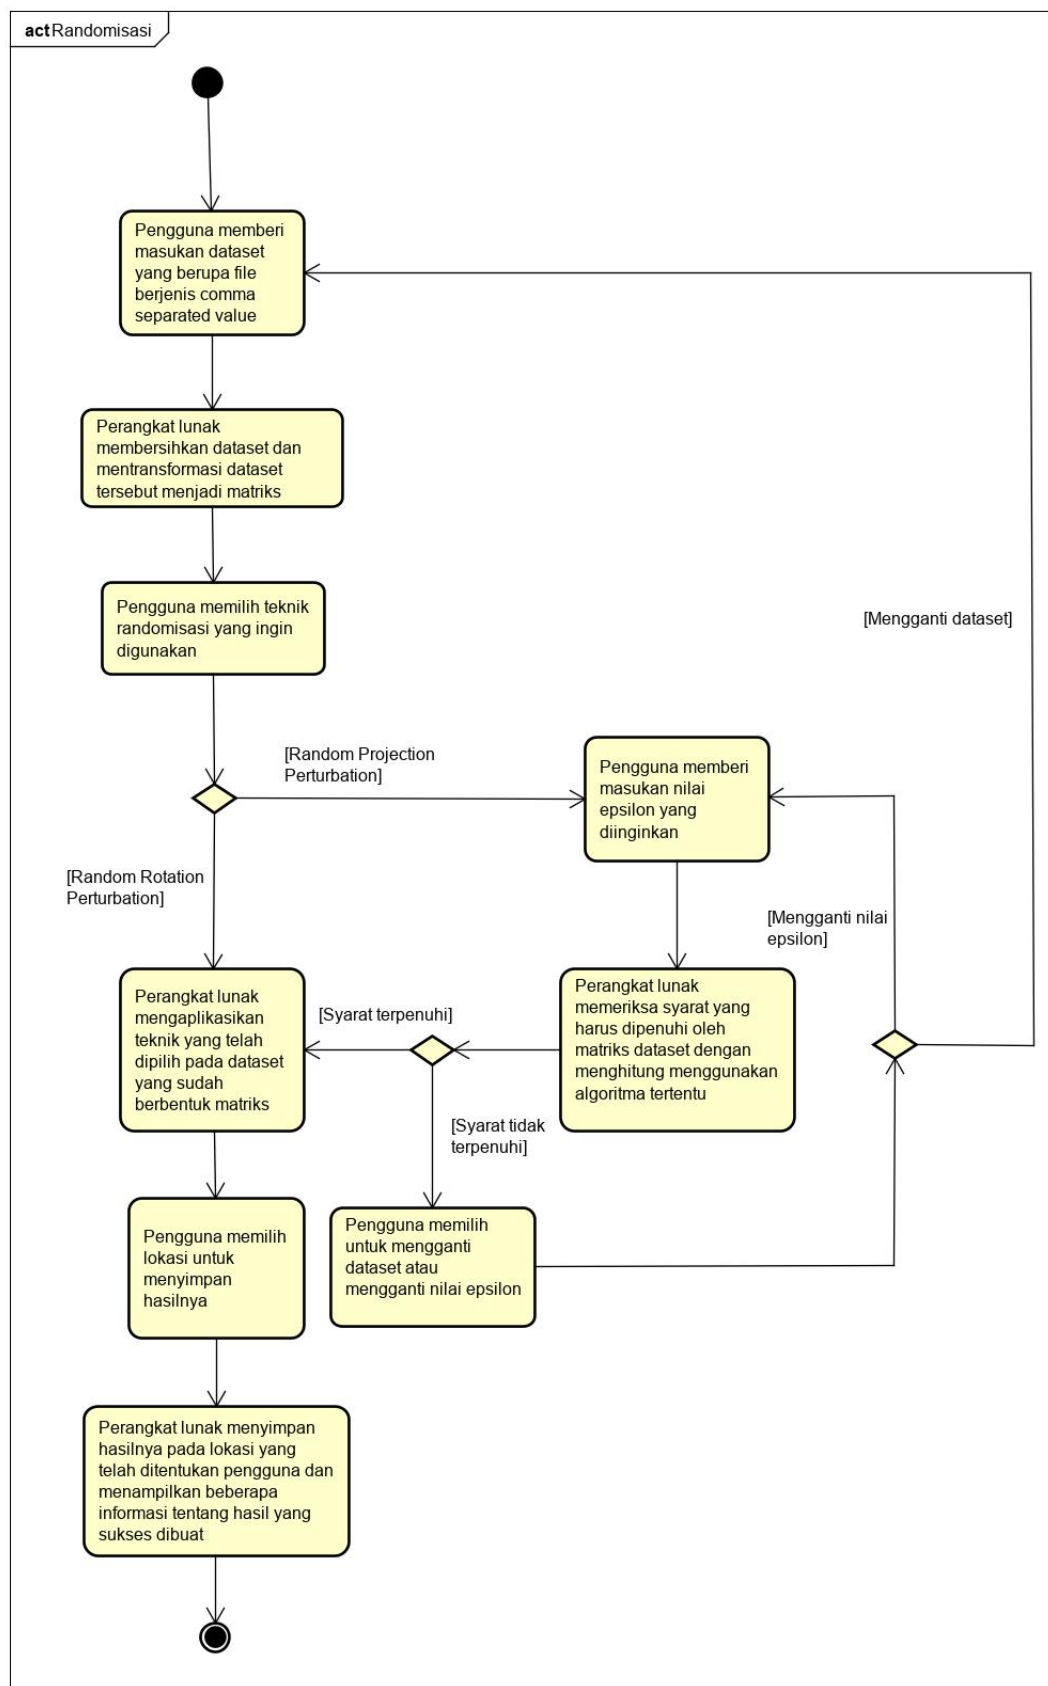 act Randomisasi
Pengguna memberi
masukan dataset
yang berupa file
berjenis comma
separated value
Perangkat lunak
membersihkan dataset dan
mentransformasi dataset
tersebut menjadi matriks
Pengguna memilih teknik
randomisasi yang ingin
digunakan
[Mengganti dataset]
[Random Projection
Perturbation]
Pengguna memberi
masukan nilai
epsilon yang
diinginkan
[Random Rotation
Perturbation]
[Mengganti nilai
epsilon]
Perangkat lunak
mengaplikasikan
teknik yang telah
dipilih pada dataset
yang sudah
berbentuk matriks
[Syarat terpenuhi]
Perangkat lunak
memeriksa syarat yang
harus dipenuhi oleh
matriks dataset dengan
menghitung menggunakan
algoritma tertentu
[Syarat tidak
terpenuhi]
Pengguna memilih
lokasi untuk
menyimpan
hasilnya
Pengguna memilih
untuk mengganti
dataset atau
mengganti nilai epsilon
Perangkat lunak menyimpan
hasilnya pada lokasi yang
telah ditentukan pengguna dan
menampilkan beberapa
informasi tentang hasil yang
sukses dibuat